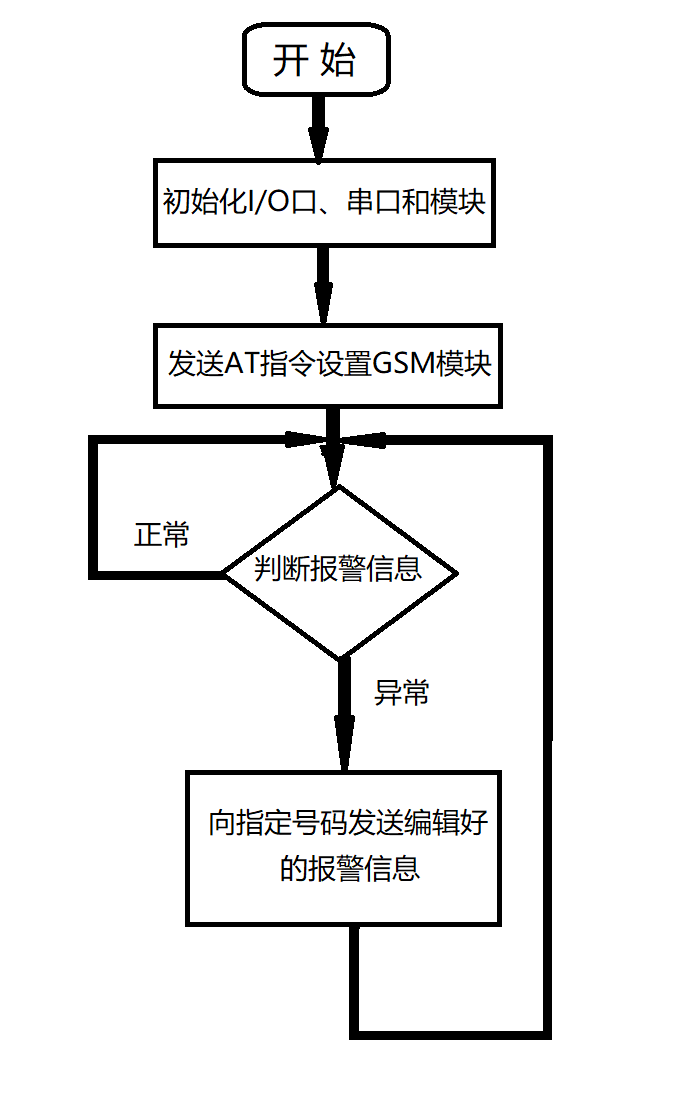 开 始
初始化I/O口、串口和模块
发送AT指令设置GSM模块
正常
判断报警信息
异常
向指定号码发送编辑好
的报警信息